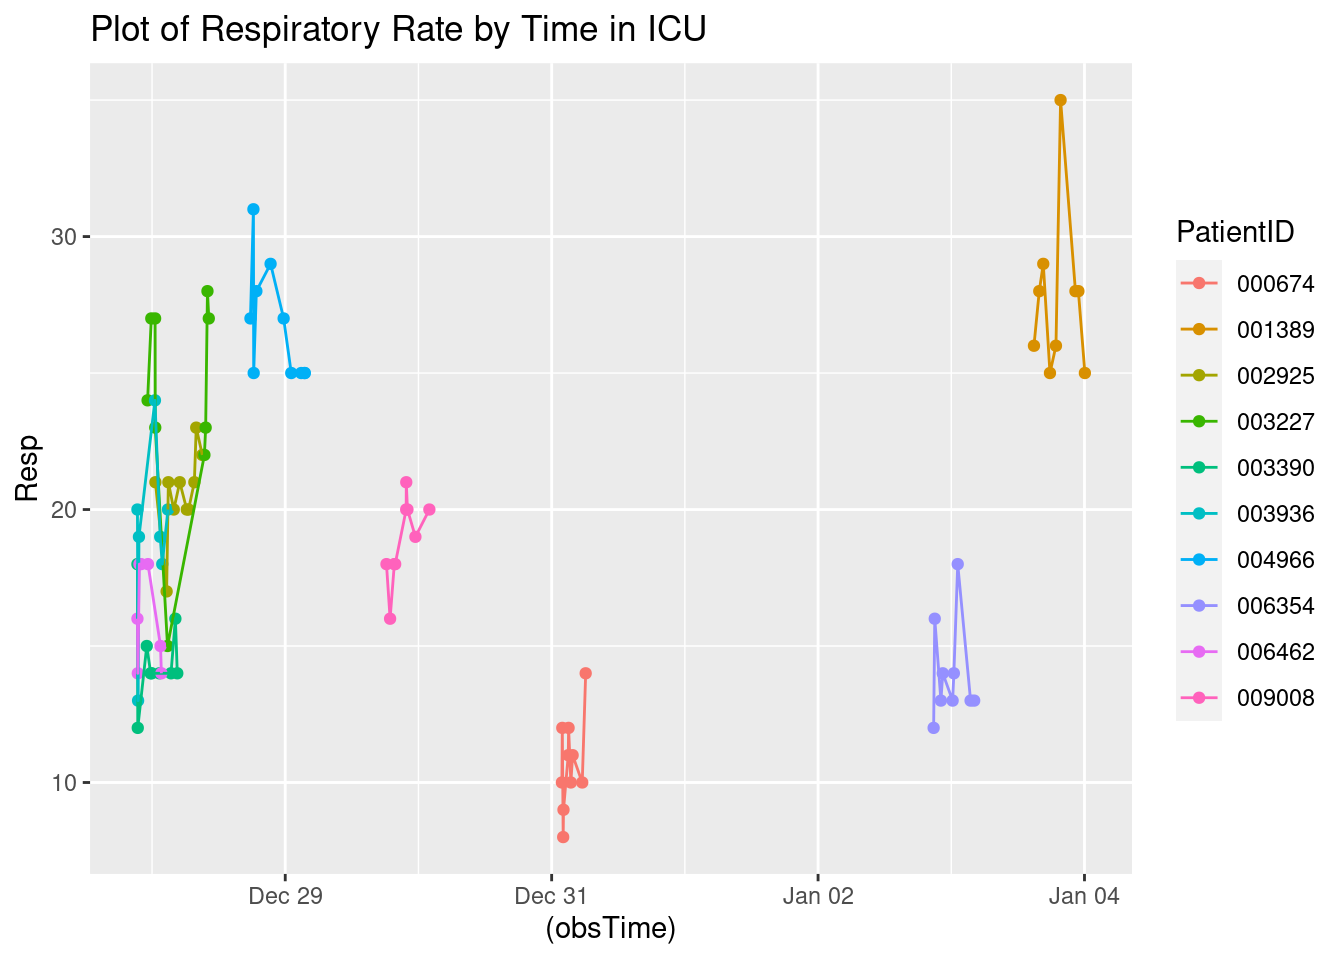 Plot of Respiratory Rate by Time in ICU
30
20
10
Resp
Dec 29
Dec 31
Jan 02
Jan 04
(obsTime)
PatientID
000674
001389
002925
003227
003390
003936
004966
006354
006462
009008